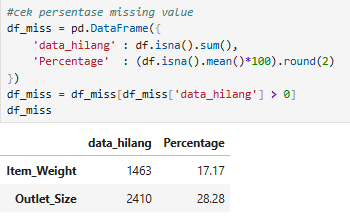 #cek persentase missing value
df_miss = pd.DataFrame({
    'data_hilang' : df.isna().sum(),
    'Percentage'  : (df.isna().mean()*100).round(2)
})
df_miss = df_miss[df_miss['data_hilang'] > 0]
df_miss
data_hilang Percentage
Item_Weight 1463 17.17
Outlet_Size 2410 28.28